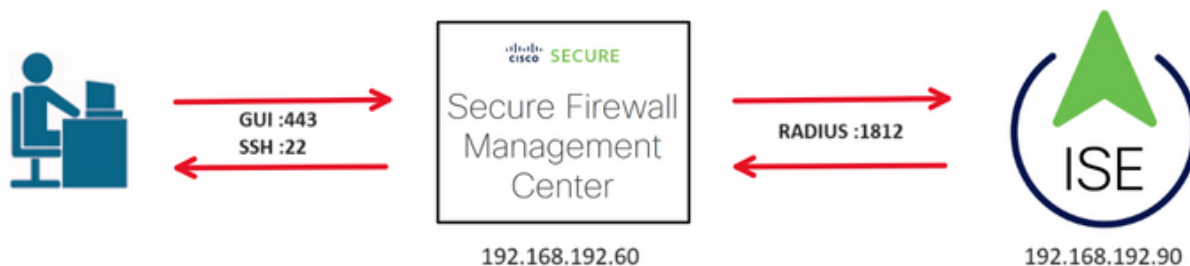 GUI :443
SSH :22
CISCO SECURE
Secure Firewall
Management
Center
192.168.192.60
RADIUS :1812
ISE
192.168.192.90